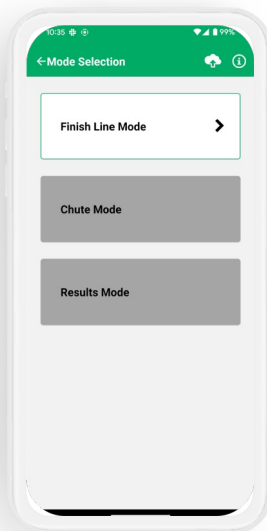 10:35 99%
Mode Selection
Finish Line Mode
Chute Mode
Results Mode